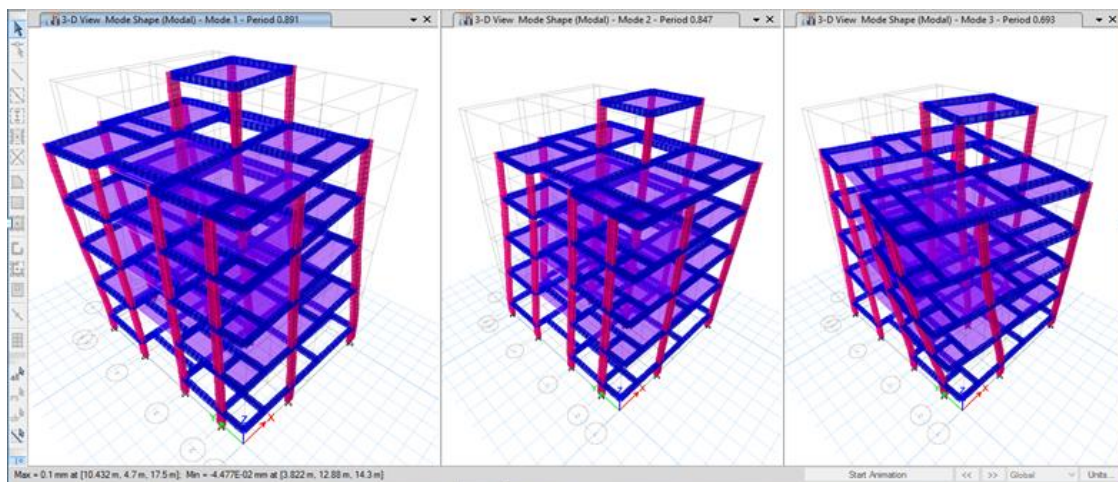 3-D View Mode Shape (Modal) - Mode 1 - Period 0.891
3-D View Mode Shape (Modal) - Mode 2 - Period 0.847
3-D View Mode Shape (Modal) - Mode 3 - Period 0.693
Z
Y
X
Z
Y
X
Z
Y
X
Max = 0.1 mm at [10.432 m, 4.7 m, 17.5 m]; Min = -4.477E-02 mm at [3.822 m, 12.88 m, 14.3 m]
Start Animation << >> Global Units...